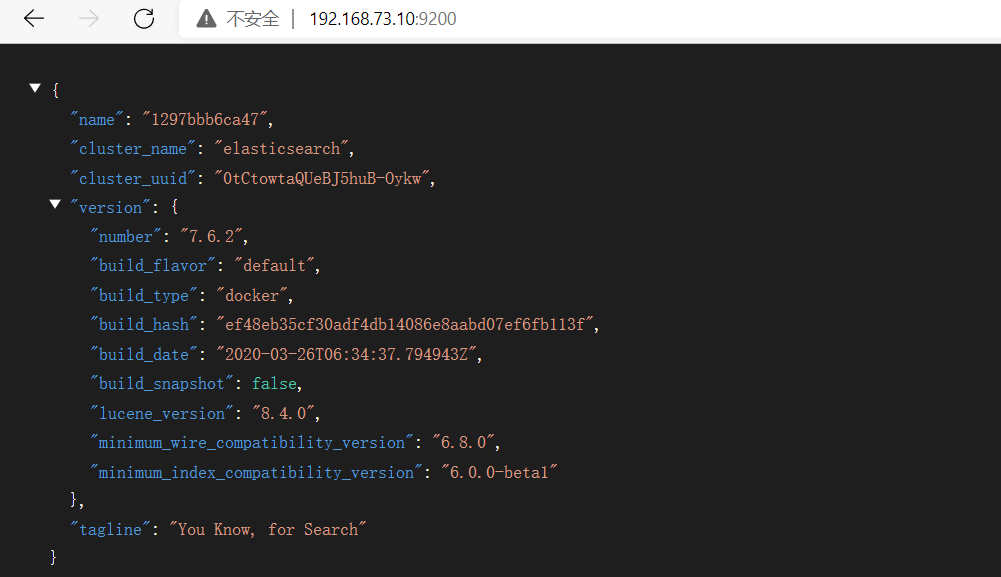 不安全 | 192.168.73.10:9200
{
"name": "1297bbb6ca47",
"cluster_name": "elasticsearch",
"cluster_uuid": "0tCtowtaQUeBJ5huB-Oykw",
"version": {
"number": "7.6.2",
"build_flavor": "default",
"build_type": "docker",
"build_hash": "ef48eb35cf30adf4db14086e8aabd07ef6fb113f",
"build_date": "2020-03-26T06:34:37.794943Z",
"build_snapshot": false,
"lucene_version": "8.4.0",
"minimum_wire_compatibility_version": "6.8.0",
"minimum_index_compatibility_version": "6.0.0-beta1"
},
"tagline": "You Know, for Search"
}